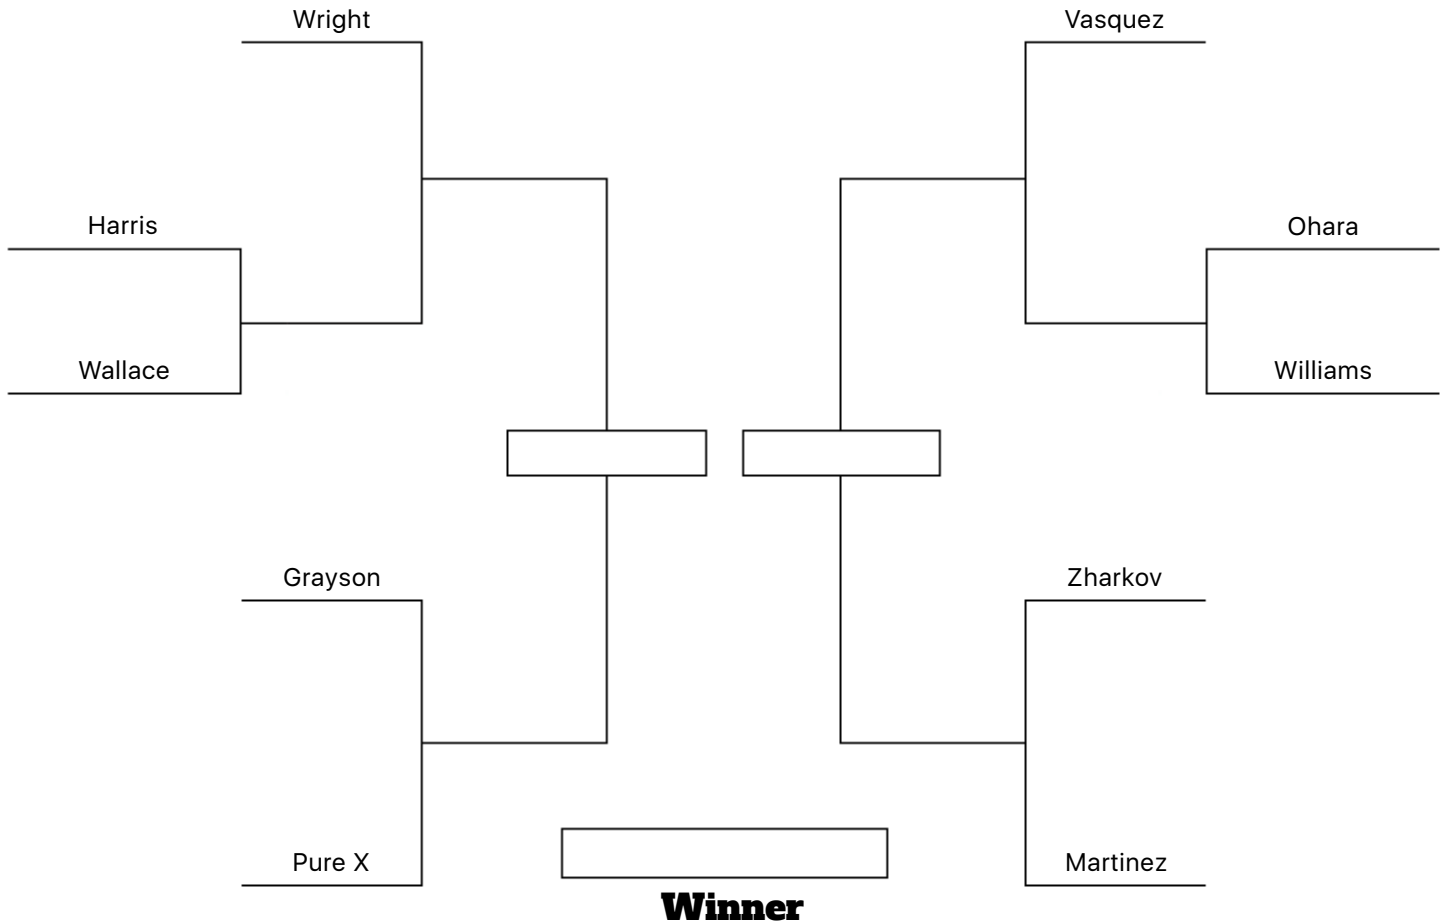 Wright
Vasquez
Harris
Ohara
Wallace
Williams
Grayson
Zharkov
Pure X
Martinez
Winner